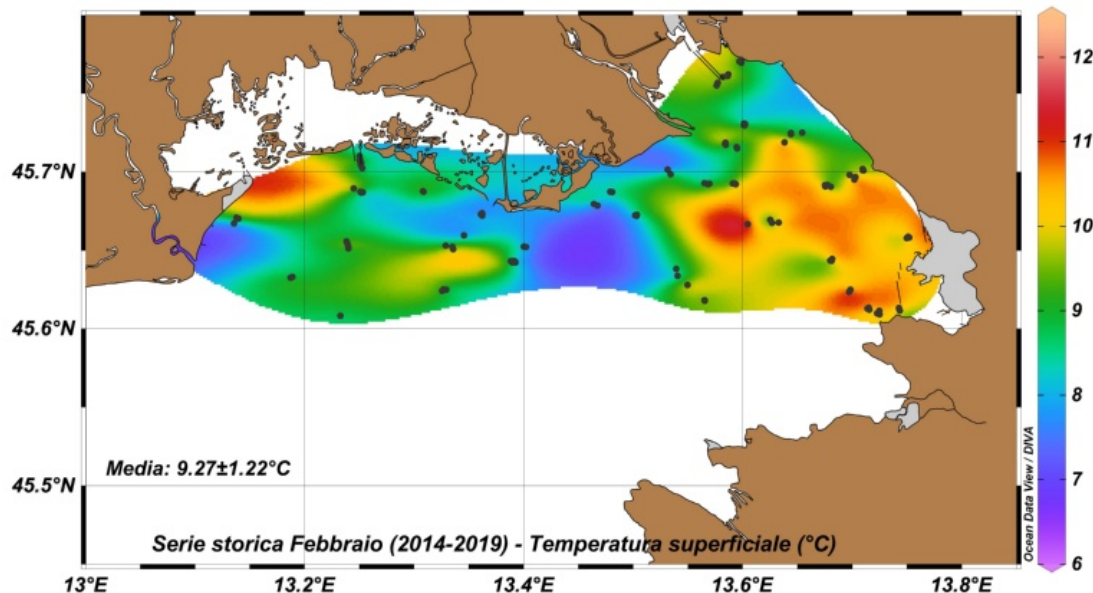 12
11
10
9
8
7
6
45.7°N
45.6°N
45.5°N
Media: 9.27±1.22°C
Serie storica Febbraio (2014-2019) - Temperatura superficiale (°C)
Ocean Data View / DIVA
13°E
13.2°E
13.4°E
13.6°E
13.8°E